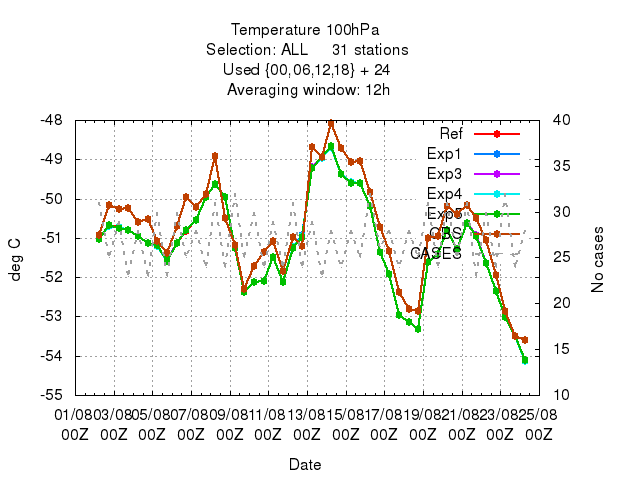 Temperature 100hPa
Selection: ALL 31 stations
Used {00,06,12,18} + 24
Averaging window: 12h
-48 40
Ref
Exp1
-49 35
Exp3
Exp4
-50 30
Exp5
OBS
-51 25
CASES
-52
-53 20
-54 15
-55 10
deg C
No cases
01/08 03/08 05/08 07/08 09/08 11/08 13/08 15/08 17/08 19/08 21/08 23/08 25/08
00Z 00Z 00Z 00Z 00Z 00Z 00Z 00Z 00Z 00Z 00Z 00Z 00Z
Date